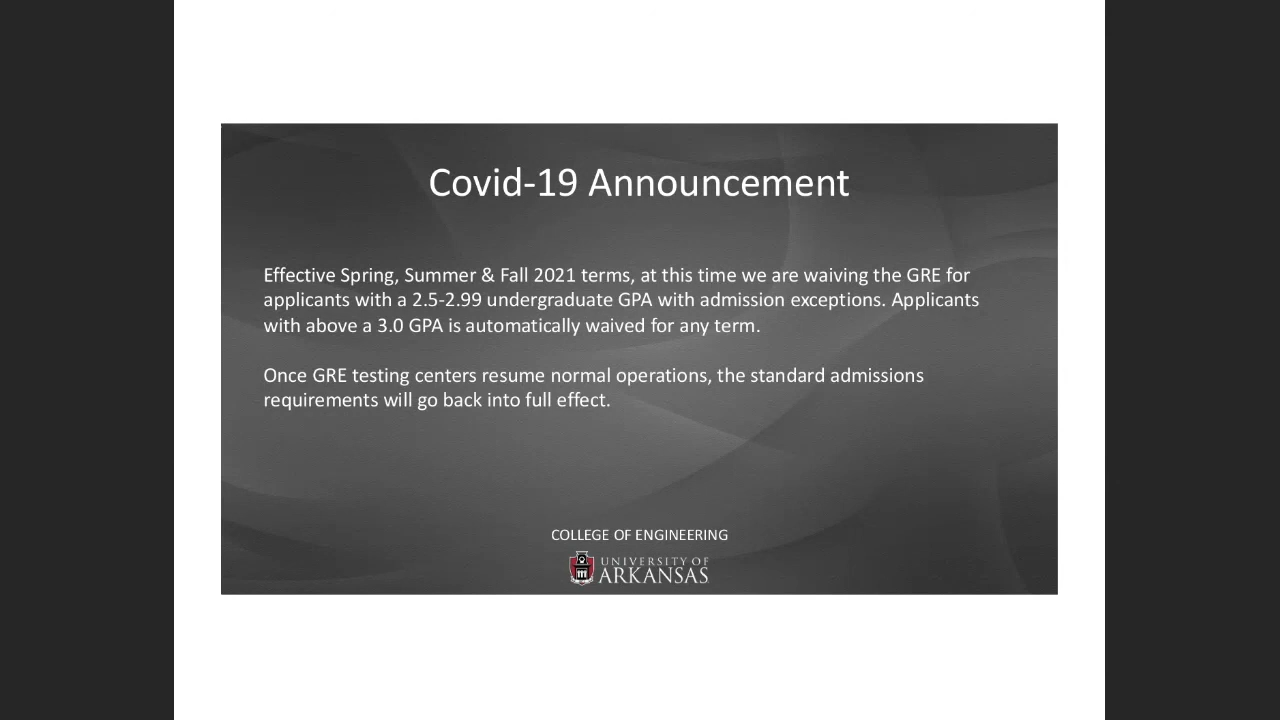 Covid-19 Announcement
Effective Spring, Summer & Fall 2021 terms, at this time we are waiving the GRE for
applicants with a 2.5-2.99 undergraduate GPA with admission exceptions. Applicants
with above a 3.0 GPA is automatically waived for any term.
Once GRE testing centers resume normal operations, the standard admissions
requirements will go back into full effect.
COLLEGE OF ENGINEERING
UNIVERSITY OF
ARKANSAS